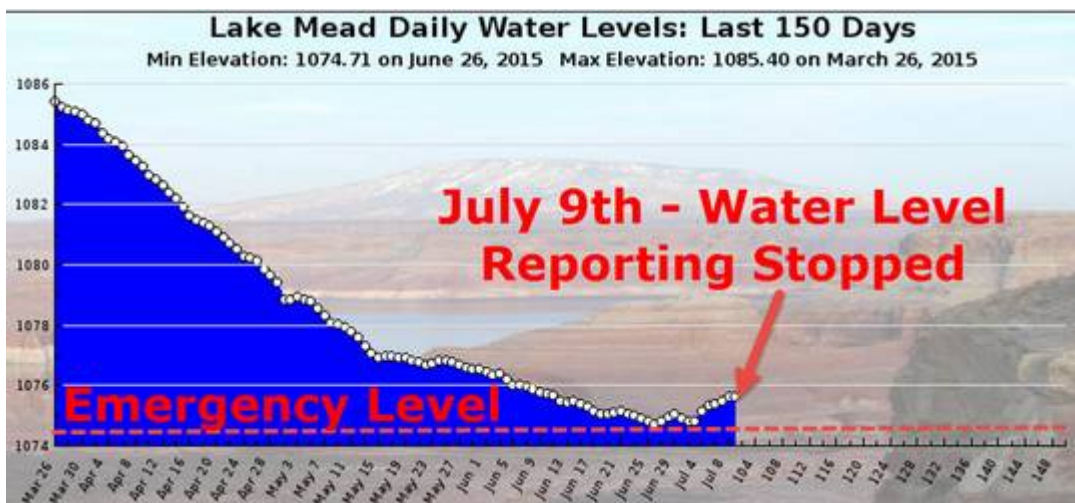 Lake Mead Daily Water Levels: Last 150 Days
Min Elevation: 1074.71 on June 26, 2015   Max Elevation: 1085.40 on March 26, 2015
1086
1084
1082
July 9th - Water Level
Reporting Stopped
1080
1078
1076
Emergency Level
1074
Mar 26 Mar 30 Apr 4 Apr 8 Apr 12 Apr 16 Apr 20 Apr 24 Apr 28 May 3 May 7 May 11 May 15 May 19 May 23 May 27 Jun 1 Jun 5 Jun 9 Jun 13 Jun 17 Jun 21 Jun 25 Jun 29 Jul 4 Jul 8 104 108 112 116 120 124 128 132 136 140 144 148